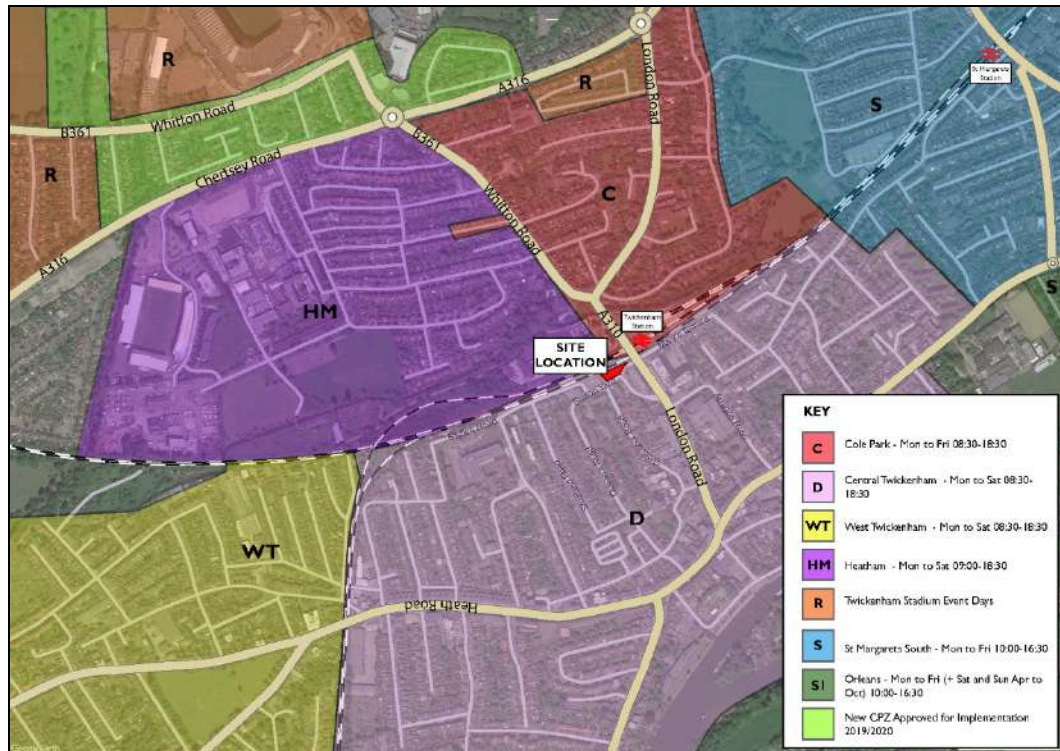 R
A316
London Road
St Margarets
Station
R
S
Whitton Road
B361
B361
R
Chertsey Road
C
Whitton Road
A316
S
HM
Twickenham
Station
A310
SITE
LOCATION
London Road
KEY
C Cole Park - Mon to Fri 08:30-18:30
D Central Twickenham - Mon to Sat 08:30-
18:30
WT West Twickenham - Mon to Sat 08:30-18:30
HM Heatham - Mon to Sat 09:00-18:30
R Twickenham Stadium Event Days
S St Margarets South - Mon to Fri 10:00-16:30
S1 Orleans - Mon to Fri (+ Sat and Sun Apr to
Oct) 10:00-16:30
New CPZ Approved for Implementation
2019/2020
D
WT
Heath Road